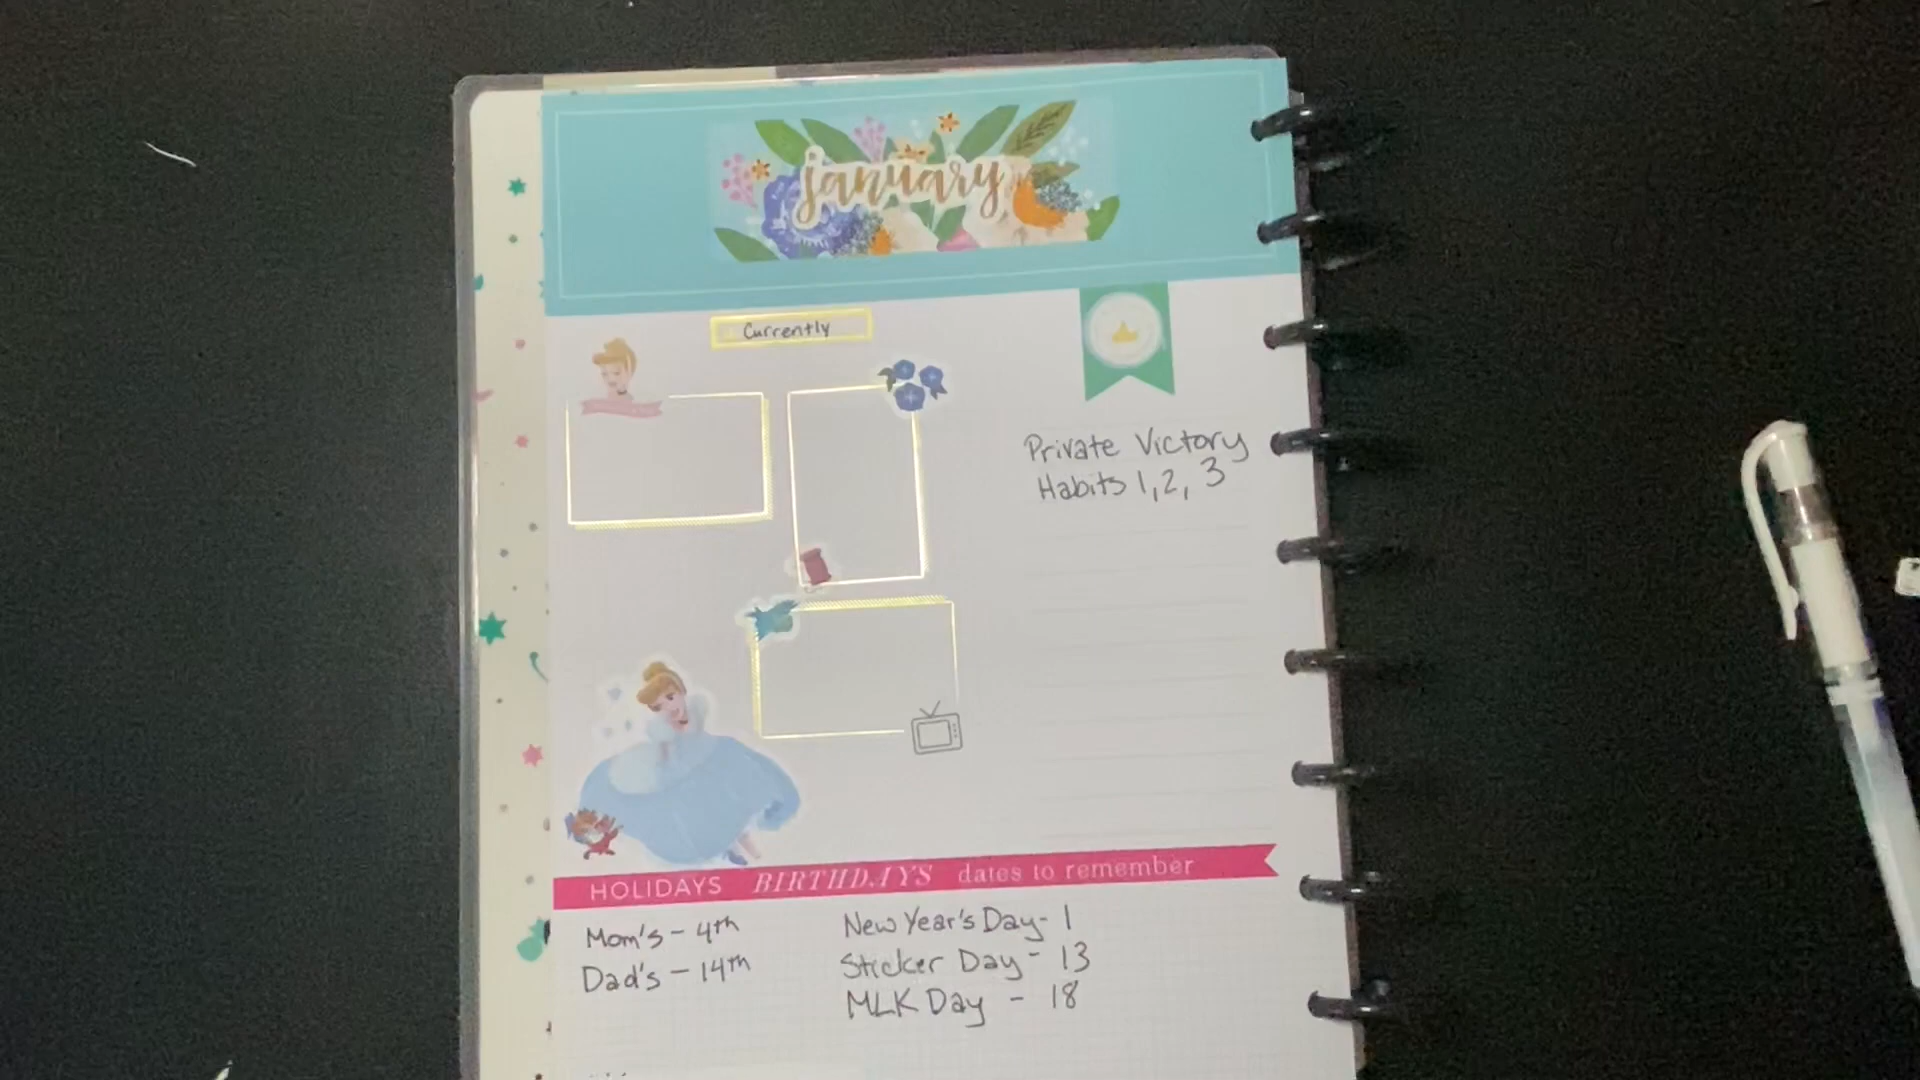 january
Currently
Private Victory
Habits 1, 2, 3
HOLIDAYS BIRTHDAYS dates to remember
Mom's - 4th
Dad's - 14th
New Year's Day - 1
Sticker Day - 13
MLK Day - 18